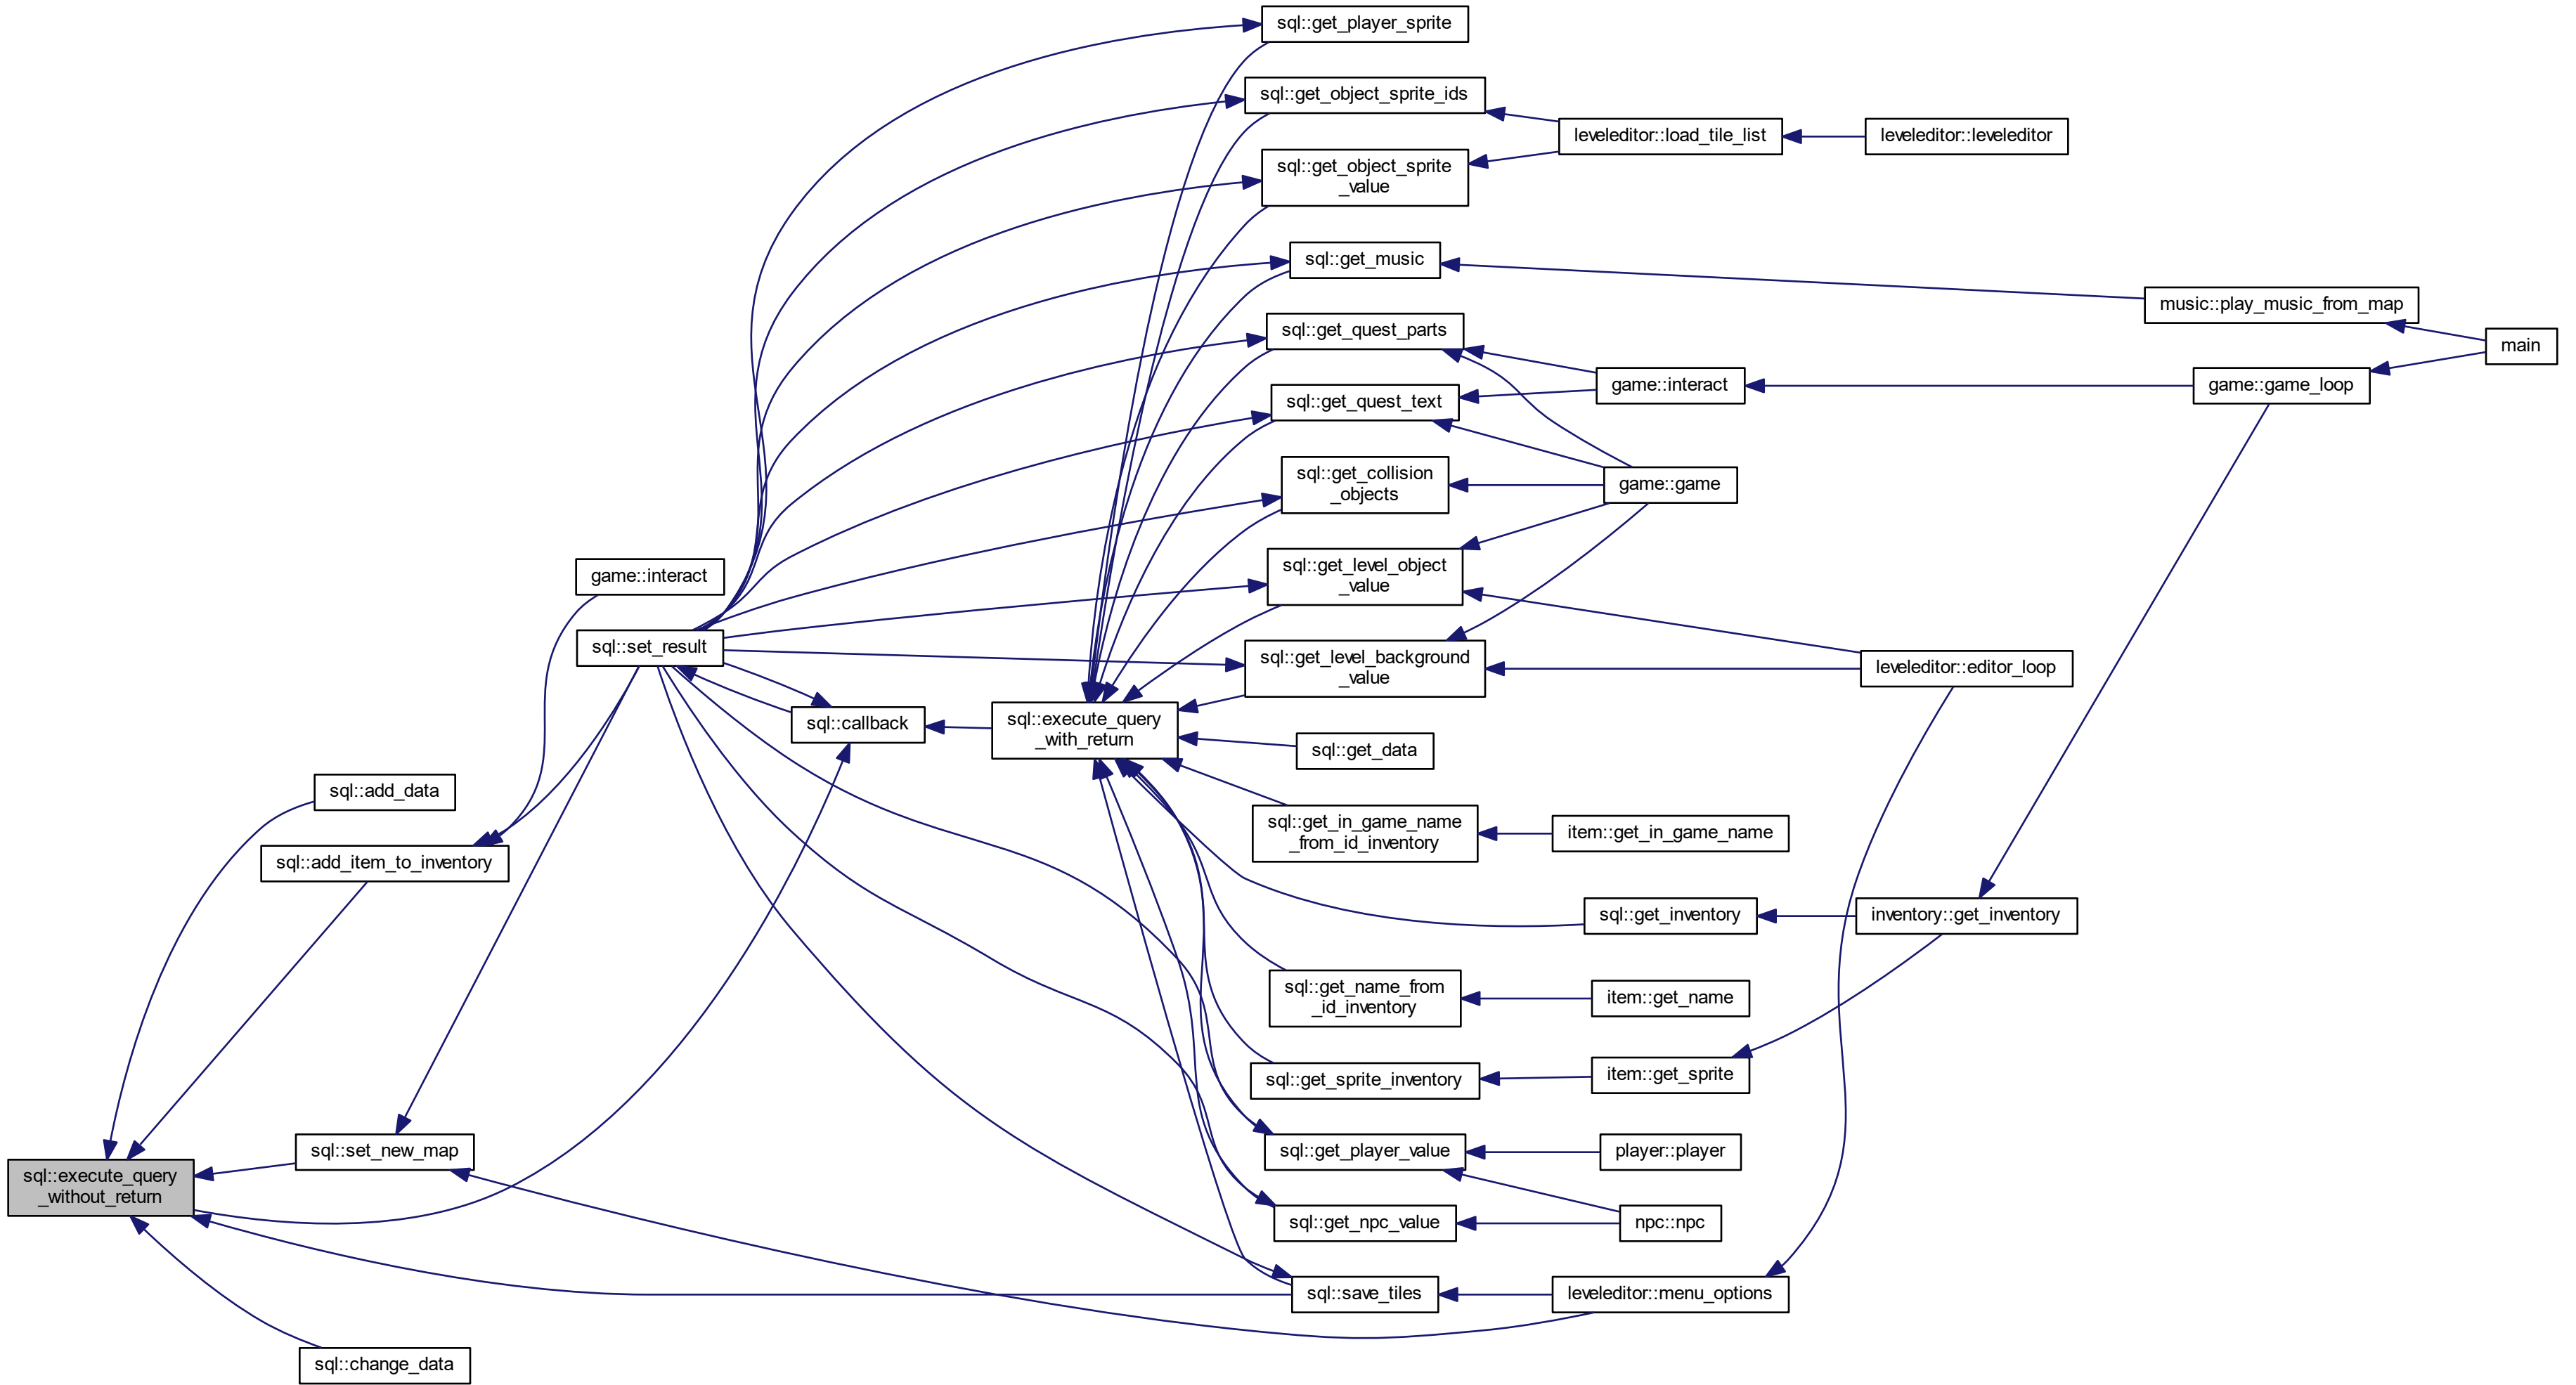 sql::get_player_sprite
sql::get_object_sprite_ids
leveleditor::load_tile_list
leveleditor::leveleditor
sql::get_object_sprite
_value
sql::get_music
music::play_music_from_map
sql::get_quest_parts
main
game::interact
game::game_loop
sql::get_quest_text
sql::get_collision
_objects
game::game
sql::get_level_object
_value
game::interact
sql::set_result
sql::get_level_background
_value
leveleditor::editor_loop
sql::callback
sql::execute_query
_with_return
sql::get_data
sql::add_data
sql::get_in_game_name
_from_id_inventory
item::get_in_game_name
sql::add_item_to_inventory
sql::get_inventory
inventory::get_inventory
sql::get_name_from
_id_inventory
item::get_name
sql::get_sprite_inventory
item::get_sprite
sql::set_new_map
sql::get_player_value
player::player
sql::execute_query
_without_return
sql::get_npc_value
npc::npc
sql::save_tiles
leveleditor::menu_options
sql::change_data